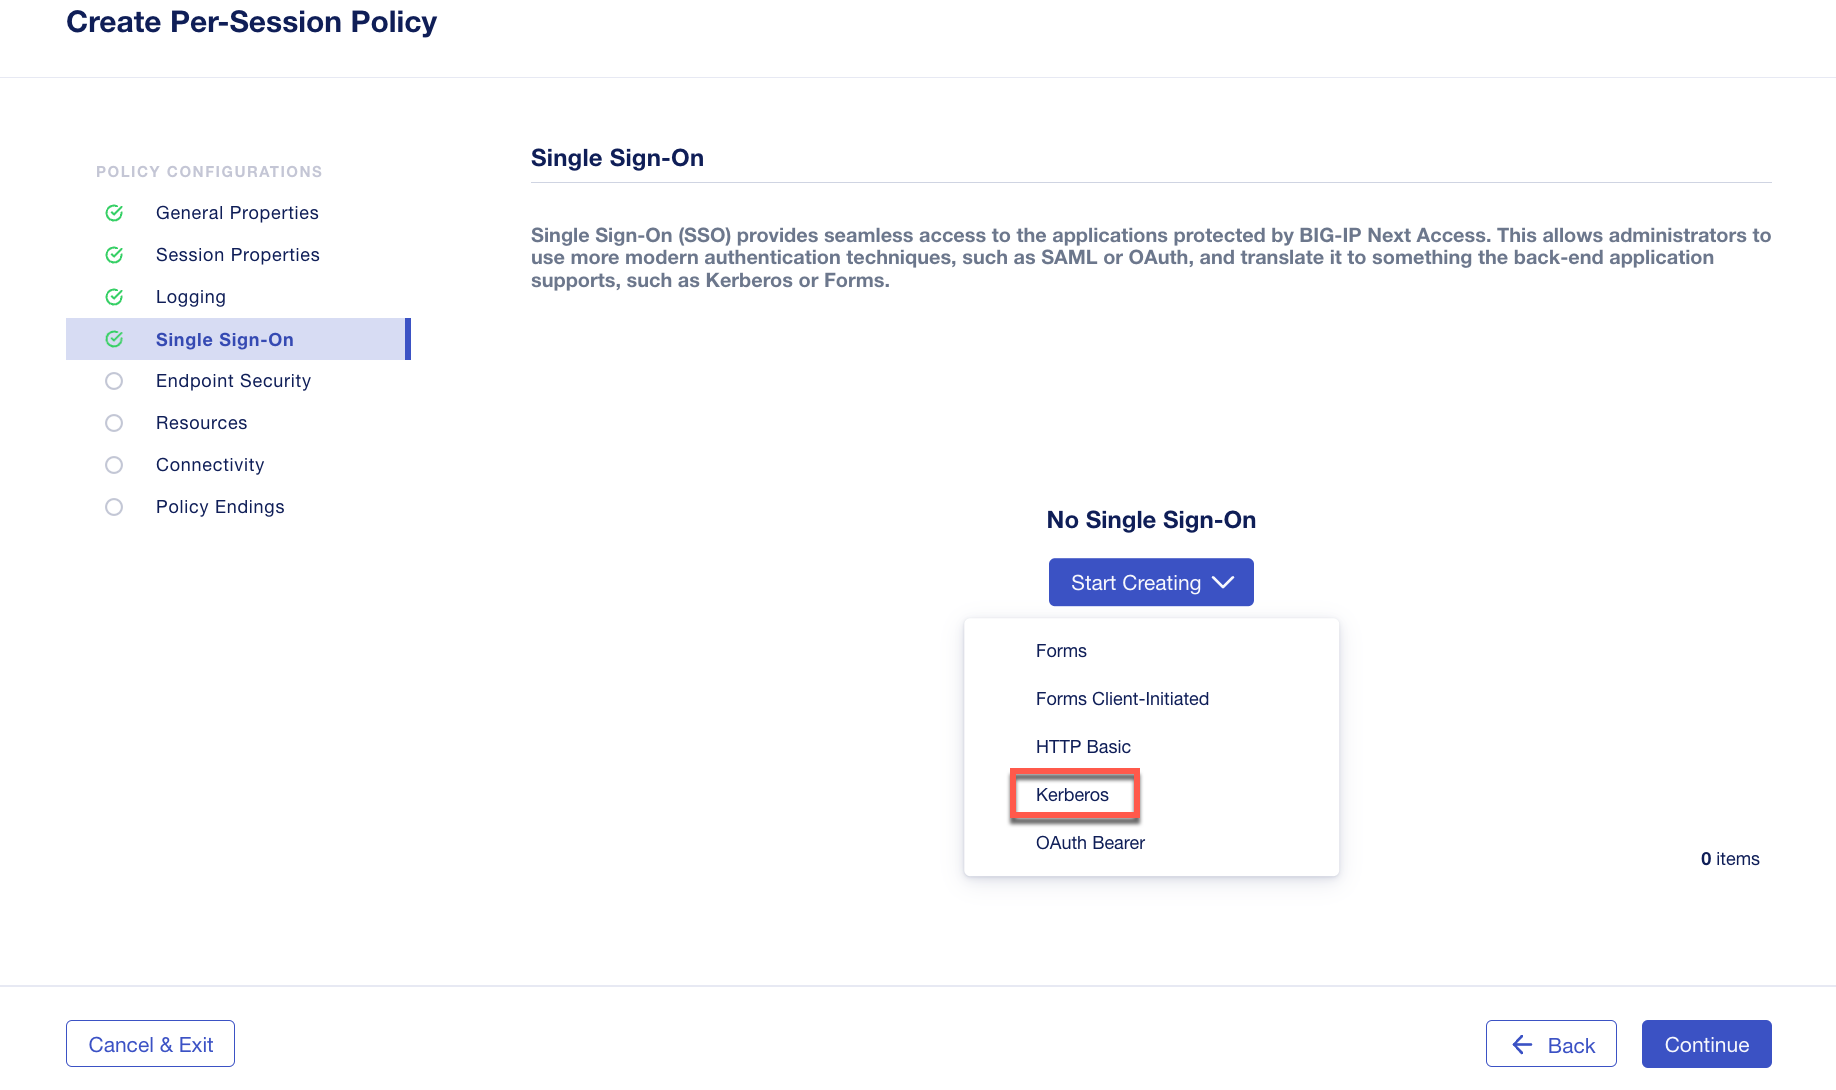 Create Per-Session Policy
POLICY CONFIGURATIONS
General Properties
Session Properties
Logging
Single Sign-On
Endpoint Security
Resources
Connectivity
Policy Endings
Single Sign-On
Single Sign-On (SSO) provides seamless access to the applications protected by BIG-IP Next Access. This allows administrators to
use more modern authentication techniques, such as SAML or OAuth, and translate it to something the back-end application
supports, such as Kerberos or Forms.
No Single Sign-On
Start Creating
Forms
Forms Client-Initiated
HTTP Basic
Kerberos
OAuth Bearer
0 items
Cancel & Exit
Back
Continue